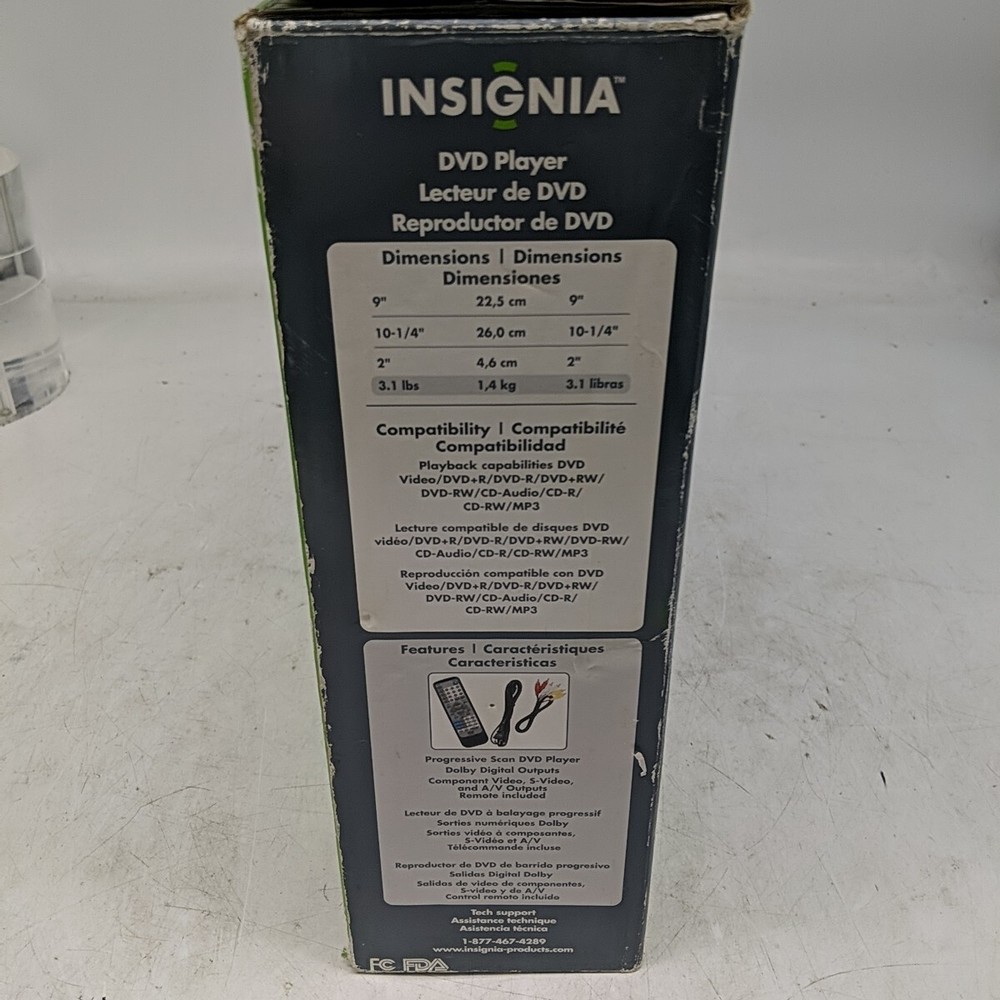 INSIGNIA™
DVD Player
Lecteur de DVD
Reproductor de DVD
Dimensions | Dimensions
Dimensiones
9" 22,5 cm 9"
10-1/4" 26,0 cm 10-1/4"
2" 4,6 cm 2"
3.1 lbs 1,4 kg 3.1 libras
Compatibility | Compatibilité
Compatibilidad
Playback capabilities DVD
Video/DVD+R/DVD-R/DVD+RW/
DVD-RW/CD-Audio/CD-R/
CD-RW/MP3
Lecture compatible de disques DVD
vidéo/DVD+R/DVD-R/DVD+RW/DVD-RW/
CD-Audio/CD-R/CD-RW/MP3
Reproducción compatible con DVD
Video/DVD+R/DVD-R/DVD+RW/
DVD-RW/CD-Audio/CD-R/
CD-RW/MP3
Features | Caractéristiques
Caracteristicas
Progressive Scan DVD Player
Dolby Digital Outputs
Component Video, S-Video,
and A/V Outputs
Remote included
Lecteur de DVD à balayage progressif
Sorties numériques Dolby
Sorties vidéo à composantes,
S-Vidéo et A/V
Télécommande incluse
Reproductor de DVD de barrido progresivo
Salidas Digital Dolby
Salidas de video de componentes,
S-video y de A/V
Control remoto incluido
Tech support
Assistance technique
Asistencia técnica
1-877-467-4289
www.insignia-products.com
FC FDA